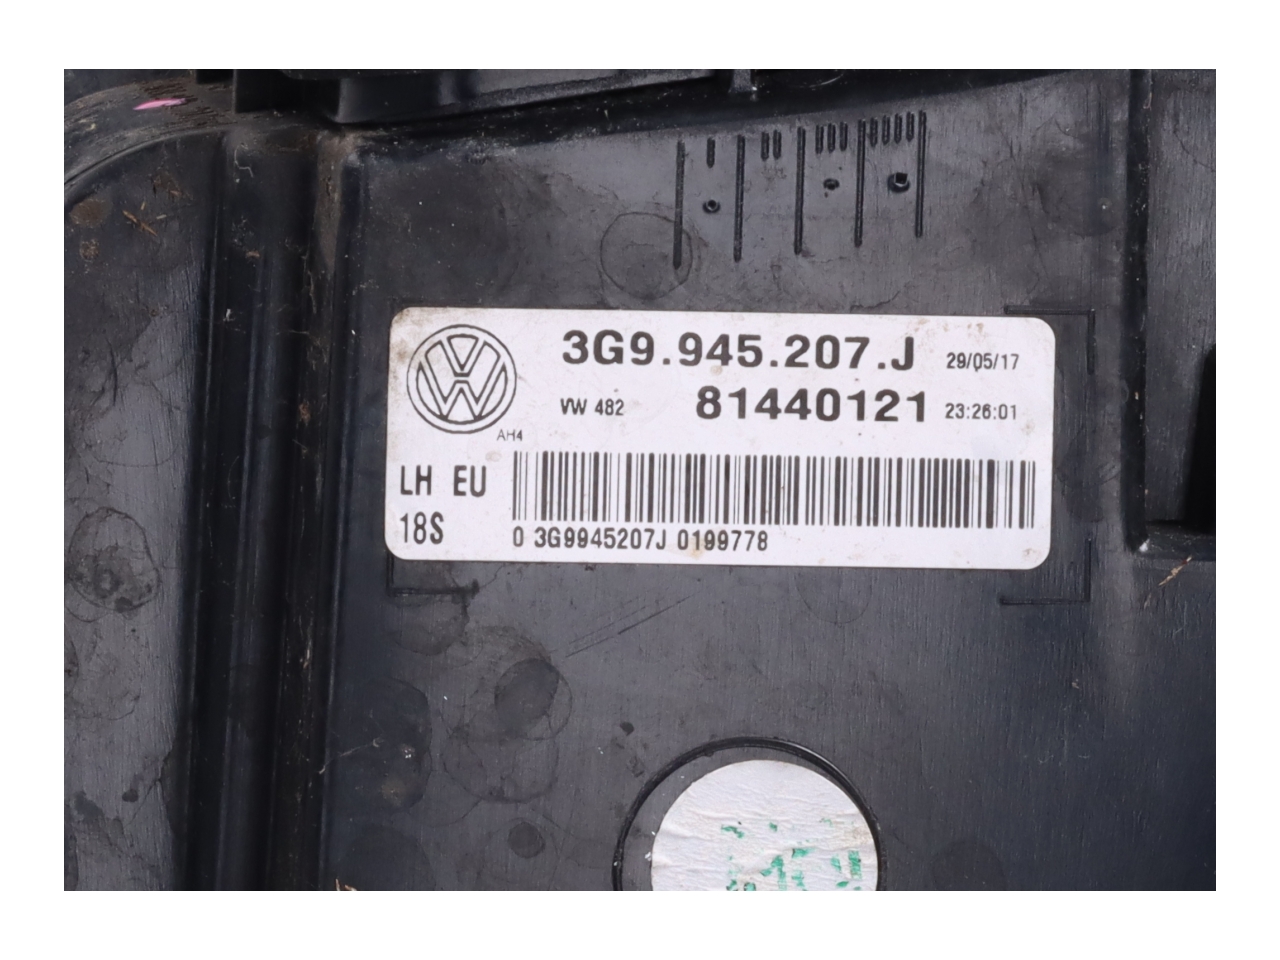 3G9.945.207.J 29/05/17
VW 482 81440121 23:26:01
AH4
LH EU
18S
0 3G9945207J 0199778